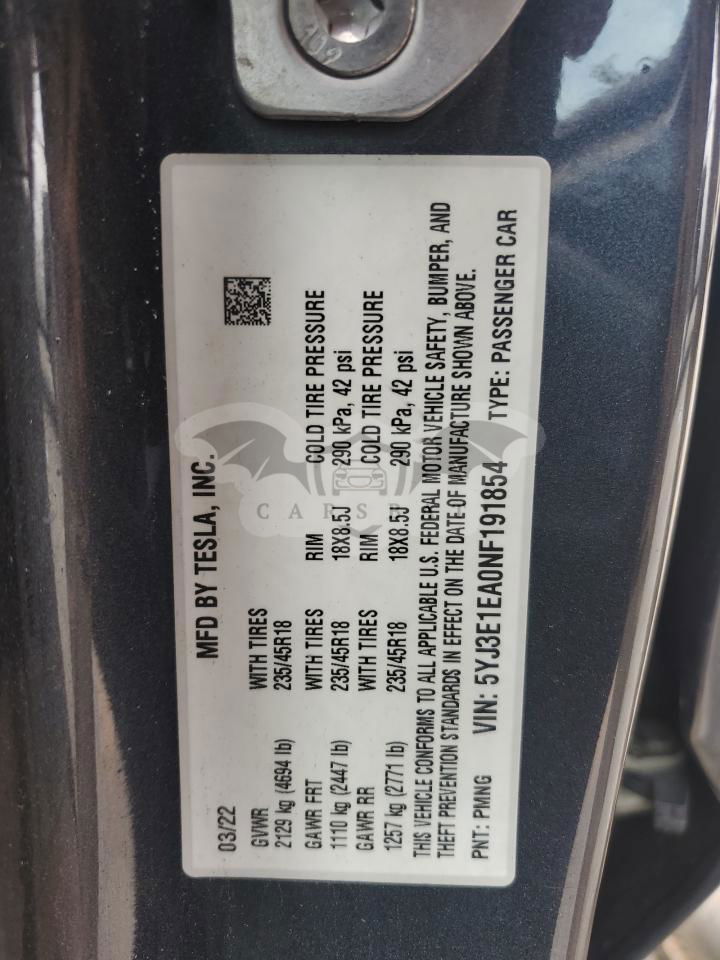 102
MFD BY TESLA, INC.
03/22
GVWR WITH TIRES
2129 kg (4694 lb) 235/45R18
GAWR FRT WITH TIRES RIM COLD TIRE PRESSURE
1110 kg (2447 lb) 235/45R18 18X8.5J 290 kPa, 42 psi
GAWR RR WITH TIRES RIM COLD TIRE PRESSURE
1257 kg (2771 lb) 235/45R18 18X8.5J 290 kPa, 42 psi
THIS VEHICLE CONFORMS TO ALL APPLICABLE U.S. FEDERAL MOTOR VEHICLE SAFETY, BUMPER, AND
THEFT PREVENTION STANDARDS IN EFFECT ON THE DATE OF MANUFACTURE SHOWN ABOVE.
PNT: PMNG VIN: 5YJ3E1EA0NF191854 TYPE: PASSENGER CAR